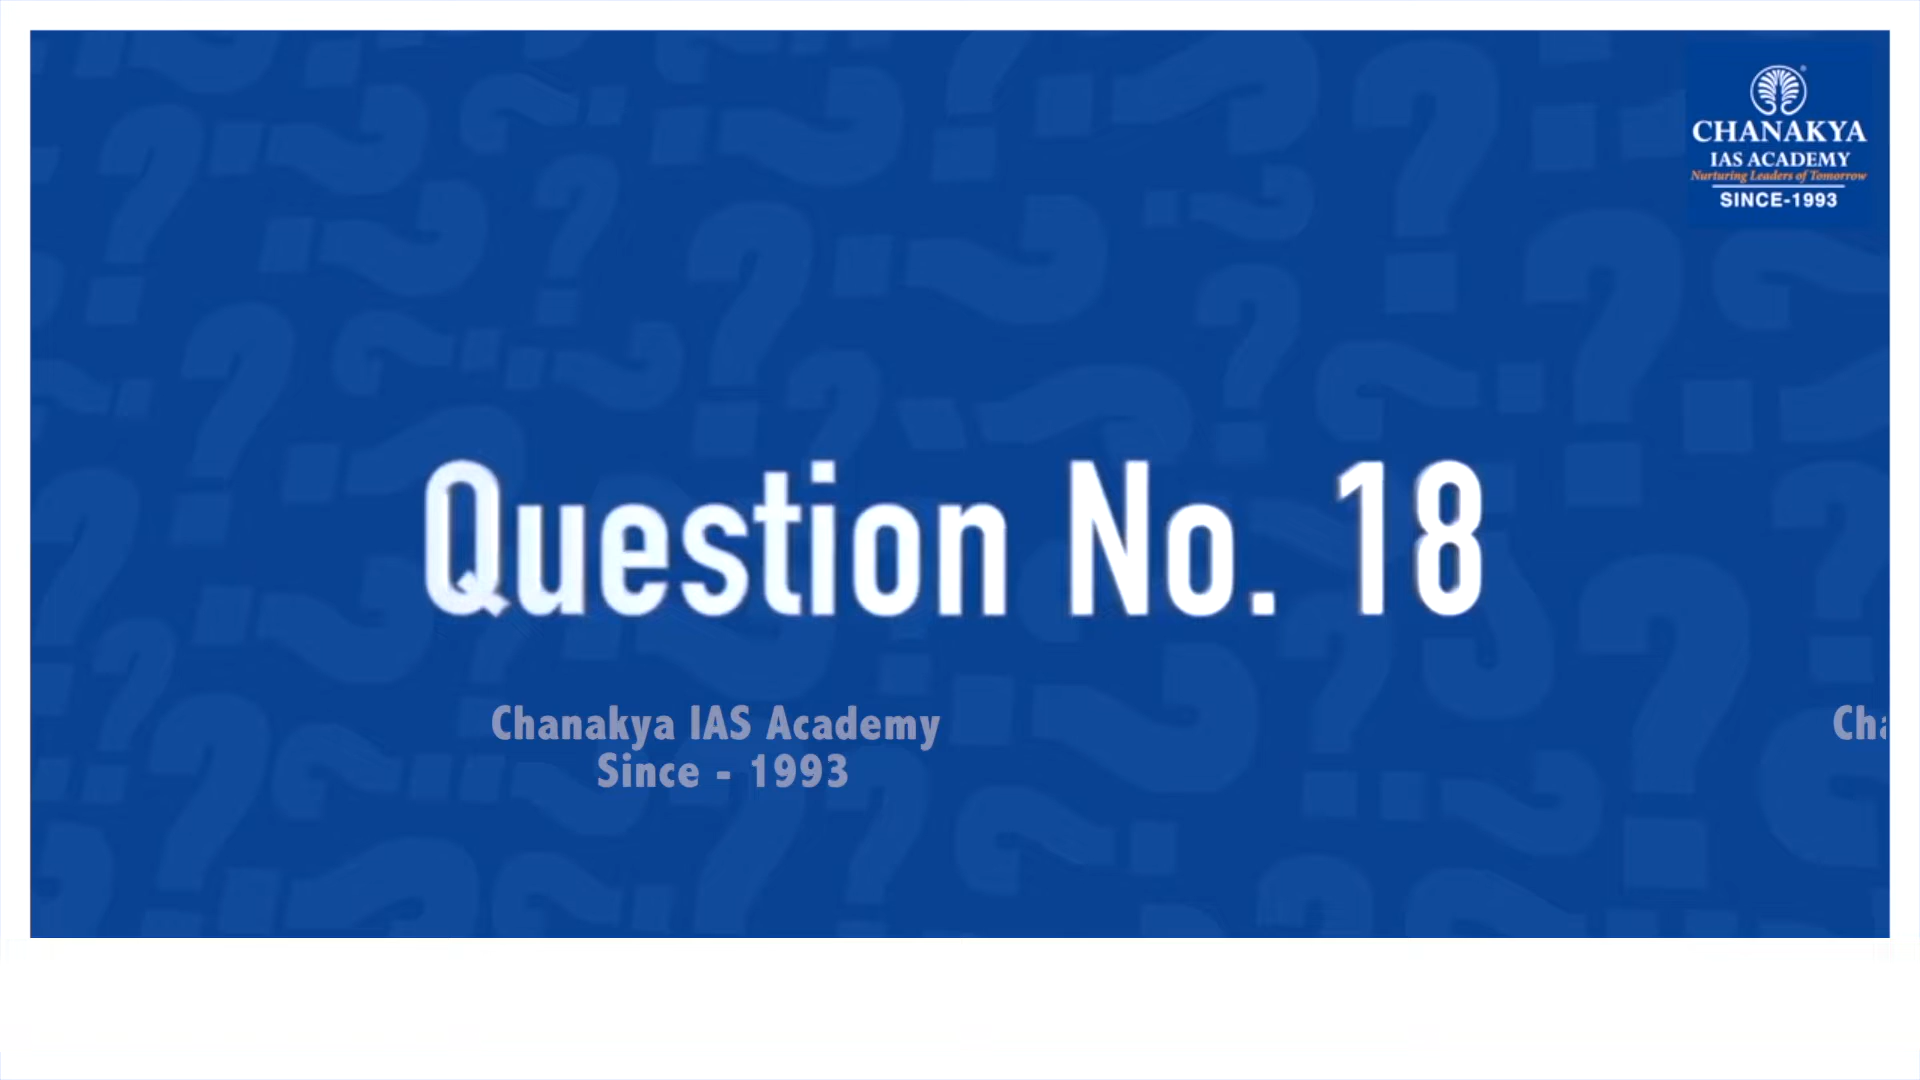 CHANAKYA
IAS ACADEMY
Nurturing Leaders of Tomorrow
SINCE-1993
Question No. 18
Chanakya IAS Academy
Since - 1993